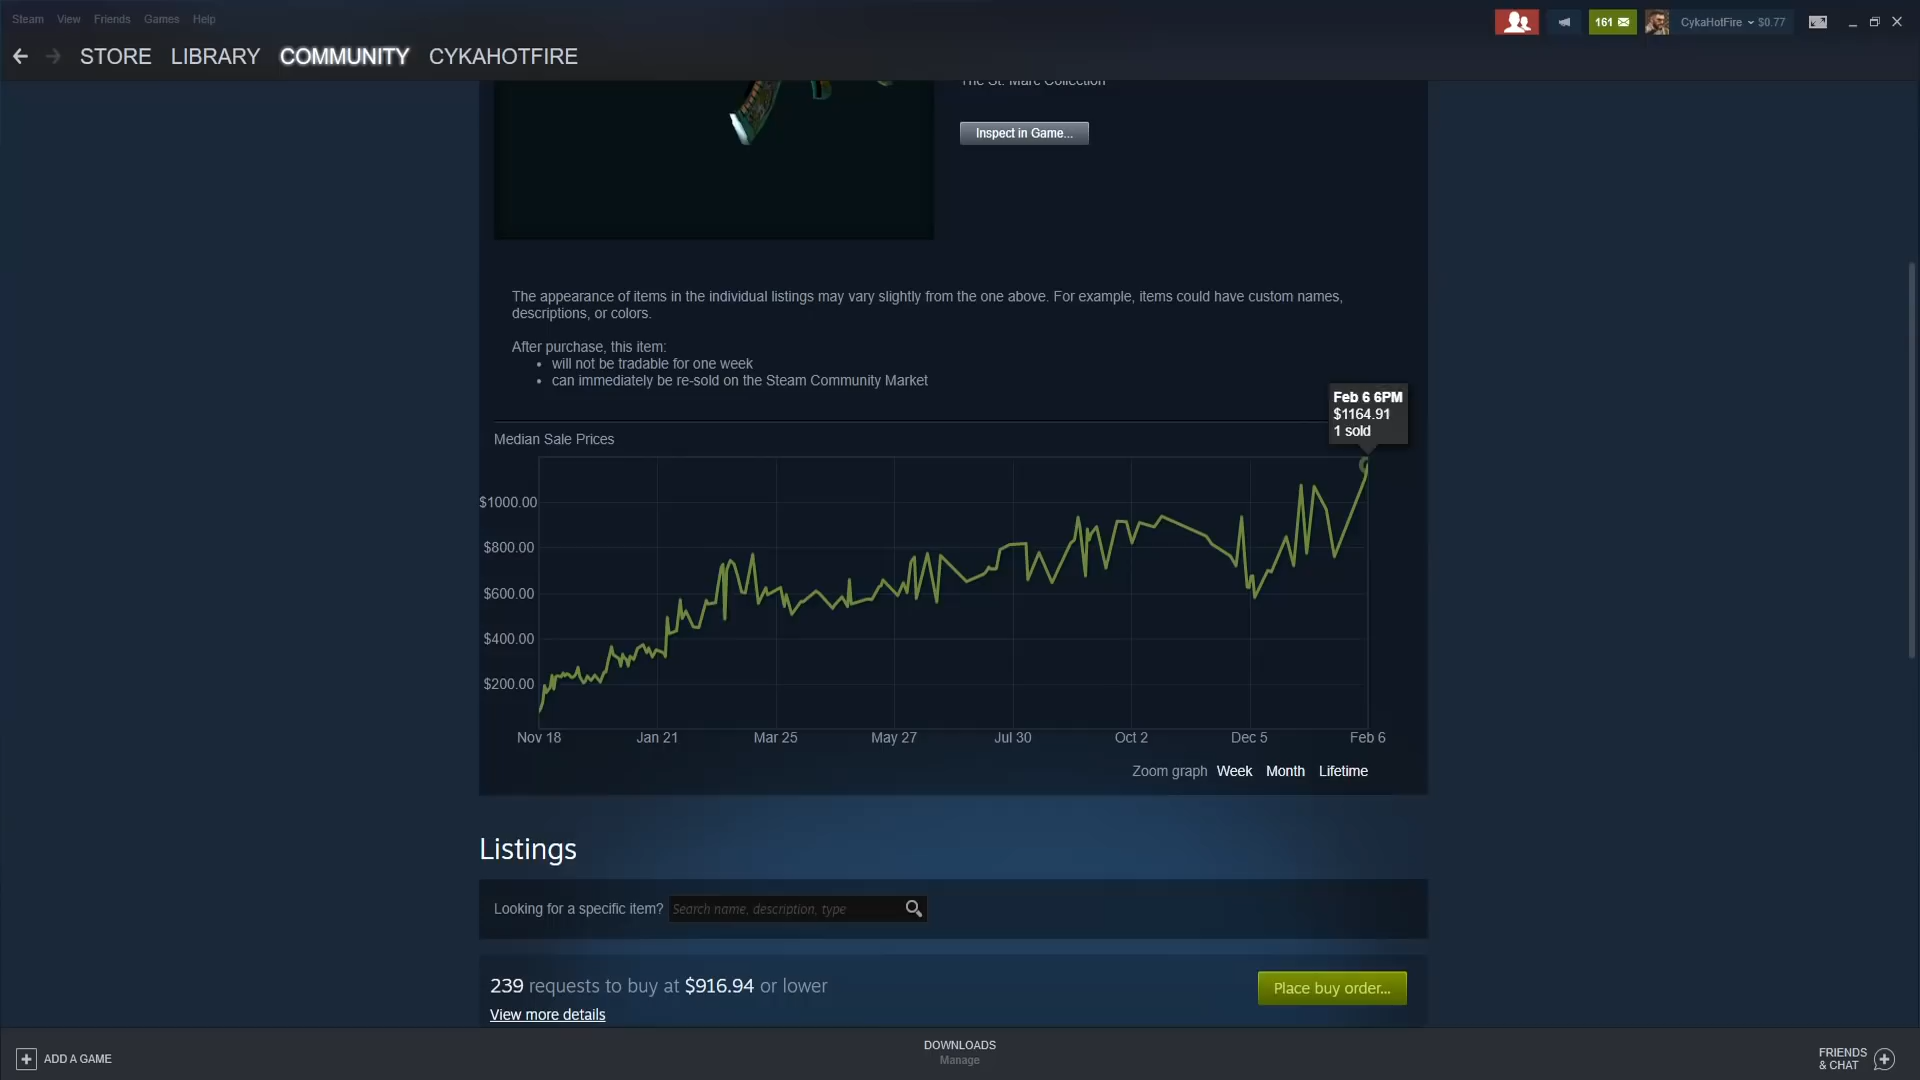 Steam View Friends Games Help
161
CykaHotFire $0.77
STORE LIBRARY COMMUNITY CYKAHOTFIRE
The St. Marc Collection
Inspect in Game...
The appearance of items in the individual listings may vary slightly from the one above. For example, items could have custom names,
descriptions, or colors.
After purchase, this item:
• will not be tradable for one week
• can immediately be re-sold on the Steam Community Market
Feb 6 6PM
$1164.91
1 sold
Median Sale Prices
$1000.00
$800.00
$600.00
$400.00
$200.00
Nov 18 Jan 21 Mar 25 May 27 Jul 30 Oct 2 Dec 5 Feb 6
Zoom graph Week Month Lifetime
Listings
Looking for a specific item? Search name, description, type
239 requests to buy at $916.94 or lower
Place buy order...
View more details
ADD A GAME
DOWNLOADS
Manage
FRIENDS
& CHAT